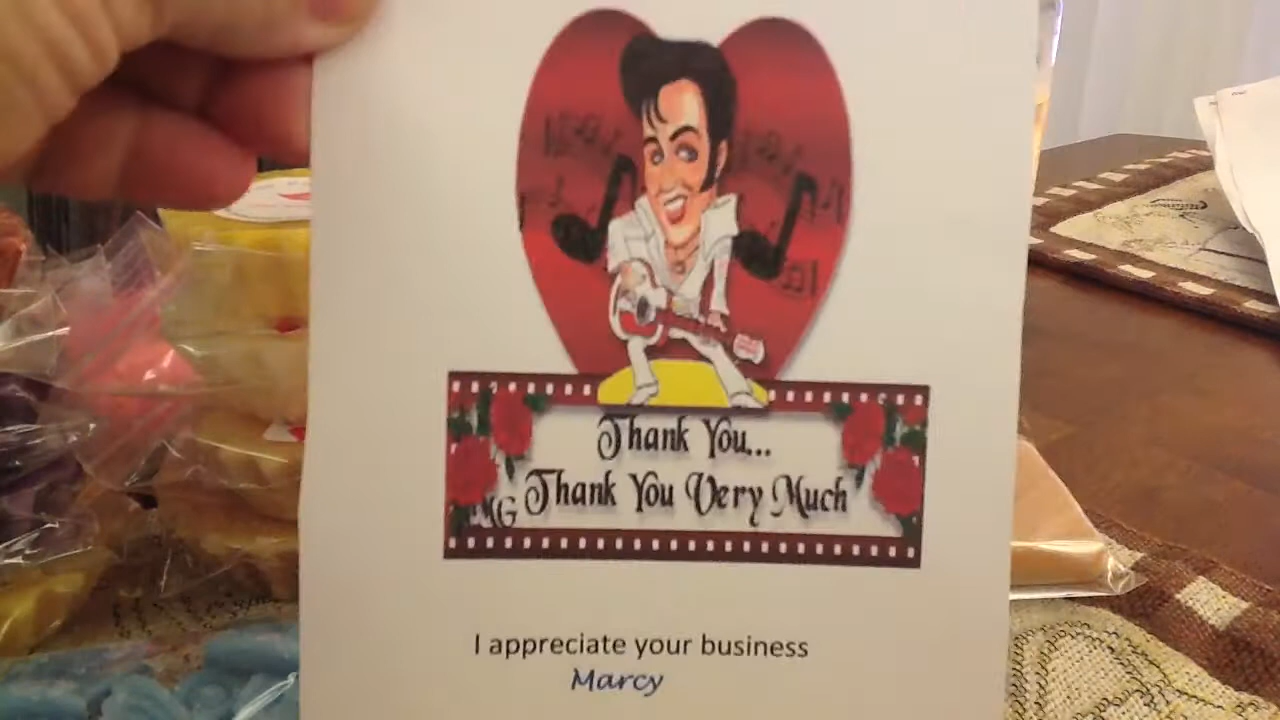 Thank You...
Thank You Very Much
MG
I appreciate your business
Marcy